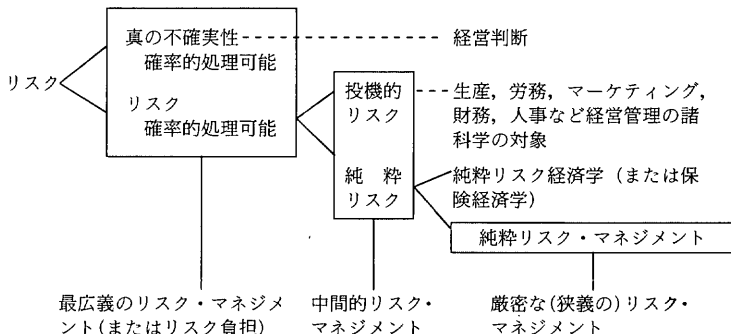 真の不確実性
経営判断
確率的処理可能
リスク
リスク
確率的処理可能
投機的
リスク
生産，労務，マーケティング，
財務，人事など経営管理の諸
科学の対象
純　粋
リスク
純粋リスク経済学（または保
険経済学）
純粋リスク・マネジメント
最広義のリスク・マネジメ
ント(またはリスク負担)
中間的リスク・
マネジメント
厳密な(狭義の)リスク・
マネジメント